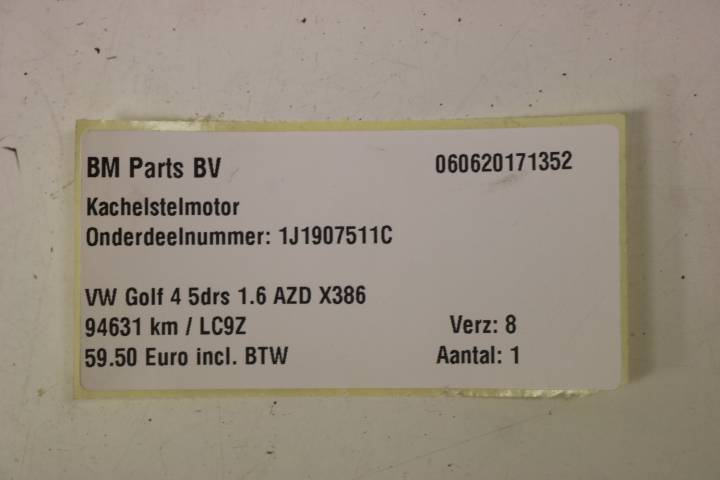 BM Parts BV 060620171352
Kachelstelmotor
Onderdeelnummer: 1J1907511C
VW Golf 4 5drs 1.6 AZD X386
94631 km / LC9Z Verz: 8
59.50 Euro incl. BTW Aantal: 1